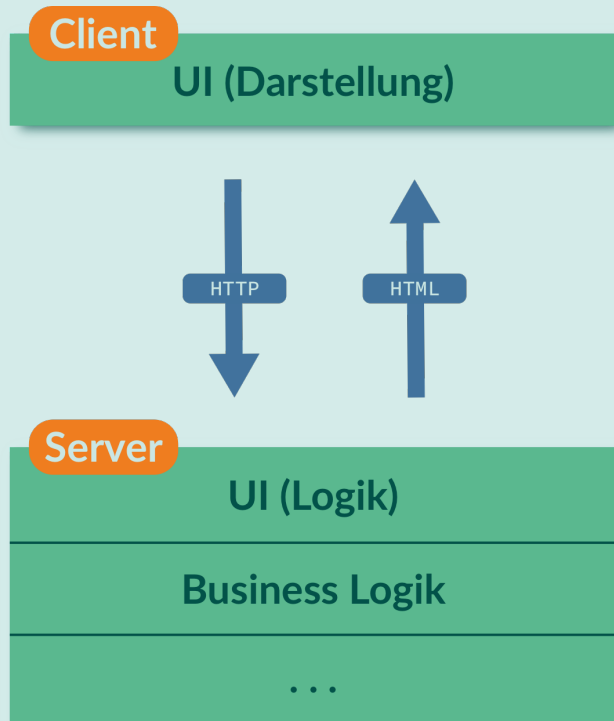 Client
UI (Darstellung)
HTTP
HTML
Server
UI (Logik)
Business Logik
...